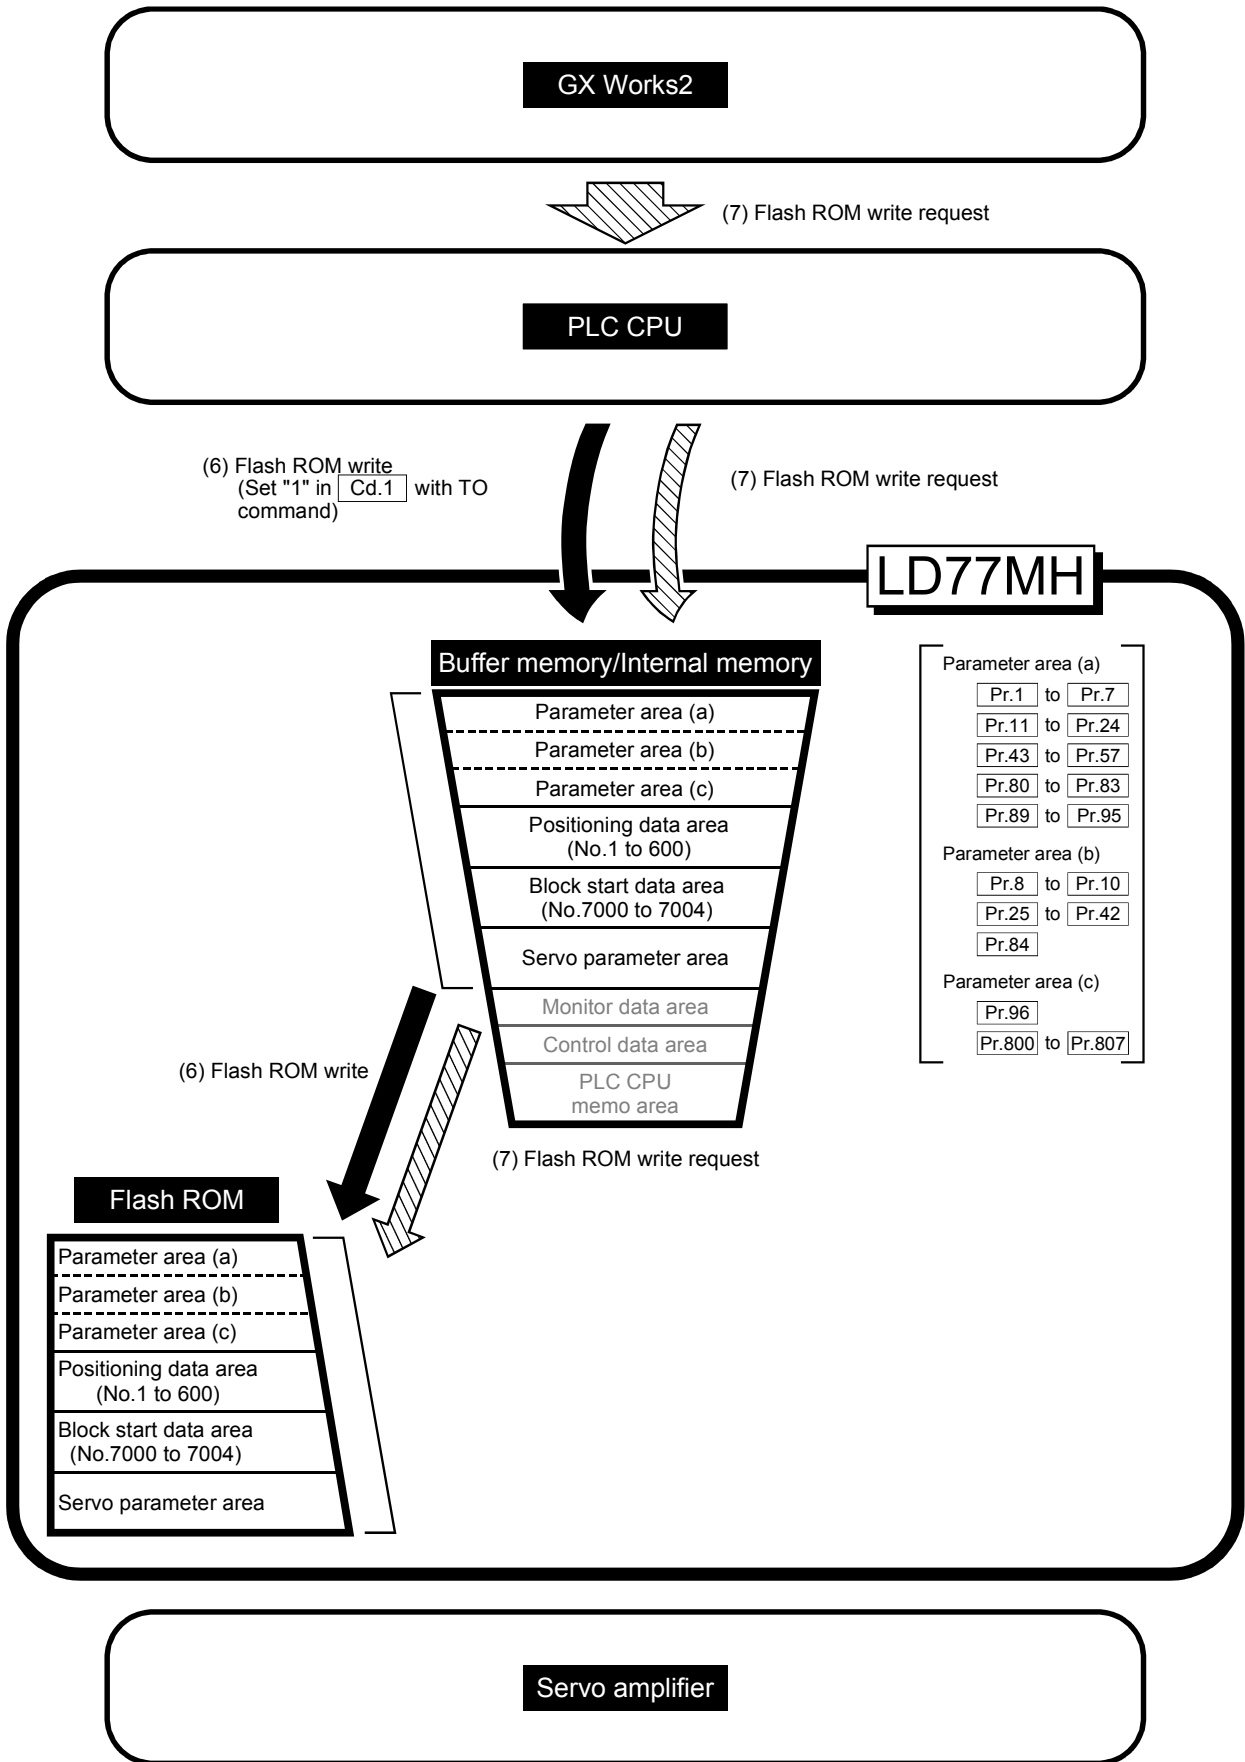 GX Works2
(7) Flash ROM write request
PLC CPU
(6) Flash ROM write
(Set "1" in Cd.1 with TO
command)
(7) Flash ROM write request
LD77MH
Buffer memory/Internal memory
Parameter area (a)
Parameter area (b)
Parameter area (c)
Positioning data area
(No.1 to 600)
Block start data area
(No.7000 to 7004)
Servo parameter area
Monitor data area
Control data area
PLC CPU
memo area
Parameter area (a)
Pr.1 to Pr.7
Pr.11 to Pr.24
Pr.43 to Pr.57
Pr.80 to Pr.83
Pr.89 to Pr.95
Parameter area (b)
Pr.8 to Pr.10
Pr.25 to Pr.42
Pr.84
Parameter area (c)
Pr.96
Pr.800 to Pr.807
(6) Flash ROM write
(7) Flash ROM write request
Flash ROM
Parameter area (a)
Parameter area (b)
Parameter area (c)
Positioning data area
(No.1 to 600)
Block start data area
(No.7000 to 7004)
Servo parameter area
Servo amplifier